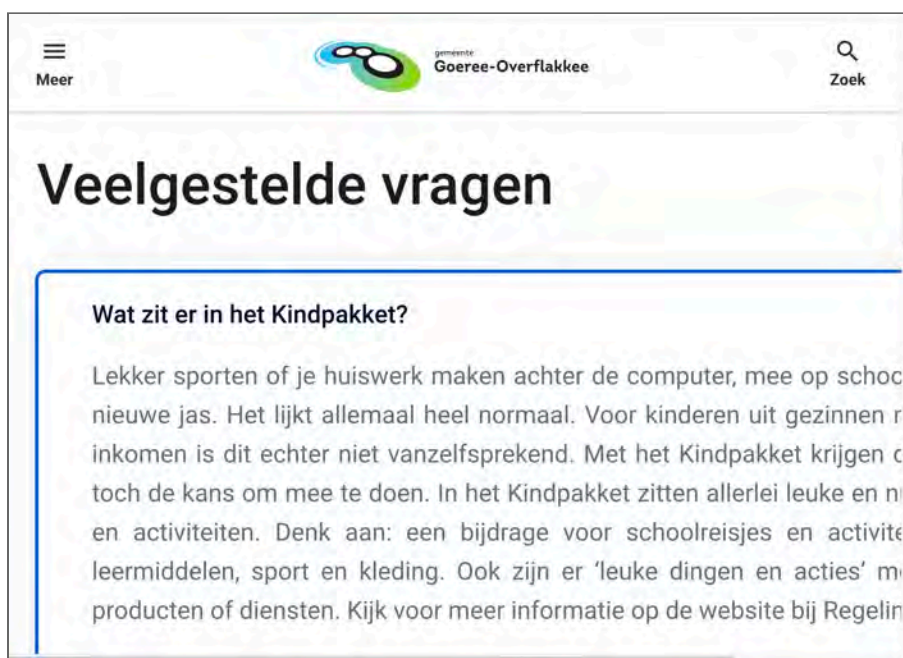 Meer
gemeente
Goeree-Overflakkee
Zoek
Veelgestelde vragen
Wat zit er in het Kindpakket?
Lekker sporten of je huiswerk maken achter de computer, mee op
nieuwe jas. Het lijkt allemaal heel normaal. Voor kinderen uit gezinnen
inkomen is dit echter niet vanzelfsprekend. Met het Kindpakket krijgen
toch de kans om mee te doen. In het Kindpakket zitten allerlei leuke en
en activiteiten. Denk aan: een bijdrage voor schoolreisjes en
leermiddelen, sport en kleding. Ook zijn er ‘leuke dingen en acties’
producten of diensten. Kijk voor meer informatie op de website bij